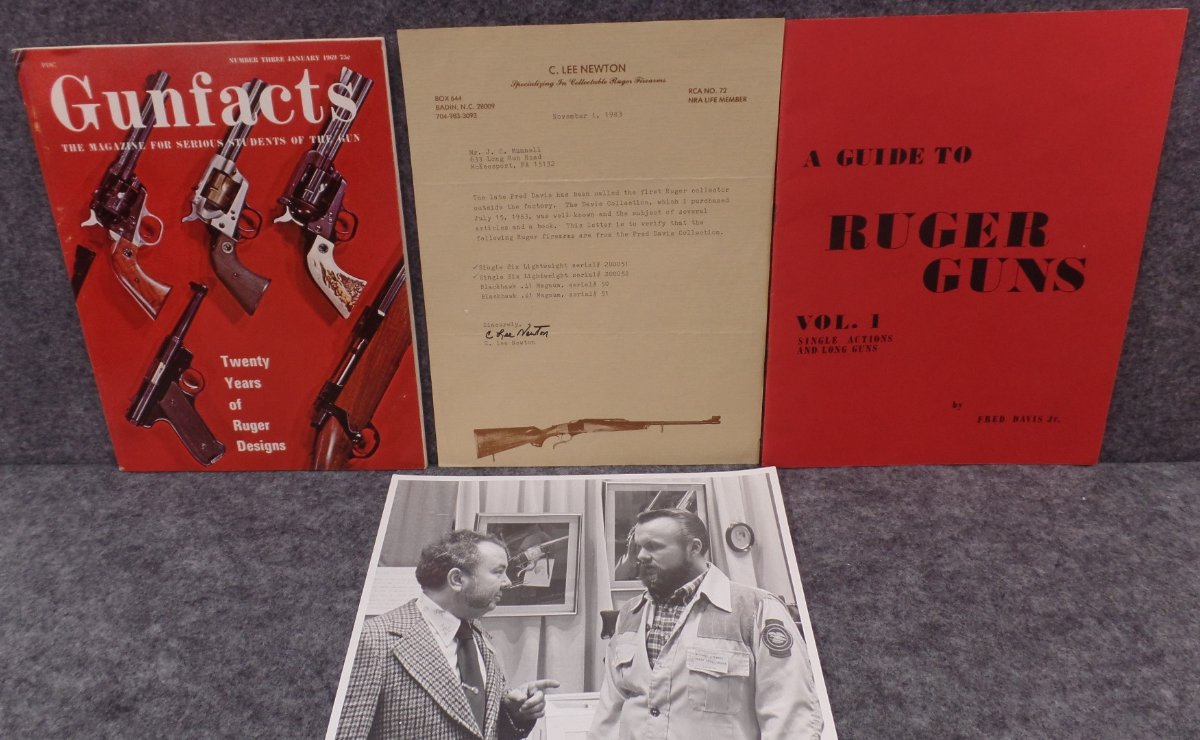 PDC
NUMBER THREE JANUARY 1969 75¢
Gunfacts
THE MAGAZINE FOR SERIOUS STUDENTS OF THE GUN
Twenty
Years
of
Ruger
Designs
C. LEE NEWTON
Specializing In Collectable Ruger Firearms
BOX 644
BADIN, N.C. 28009
704-983-3092
RCA NO. 72
NRA LIFE MEMBER
November 1, 1983
Mr. J. C. Munnell
633 Long Run Road
McKeesport, PA 15132
The late Fred Davis has been called the first Ruger collector
outside the factory. The Davis Collection, which I purchased
July 15, 1983, was well known and the subject of several
articles and a book. This letter is to verify that the
following Ruger firearms are from the Fred Davis Collection.
Single Six Lightweight serial# 200051
Single Six Lightweight serial# 200052
Blackhawk .41 Magnum, serial# 50
Blackhawk .41 Magnum, serial# 51
Sincerely,
C Lee Newton
C. Lee Newton
A GUIDE TO
RUGER
GUNS
VOL. 1
SINGLE ACTIONS
AND LONG GUNS
by
FRED DAVIS Jr.